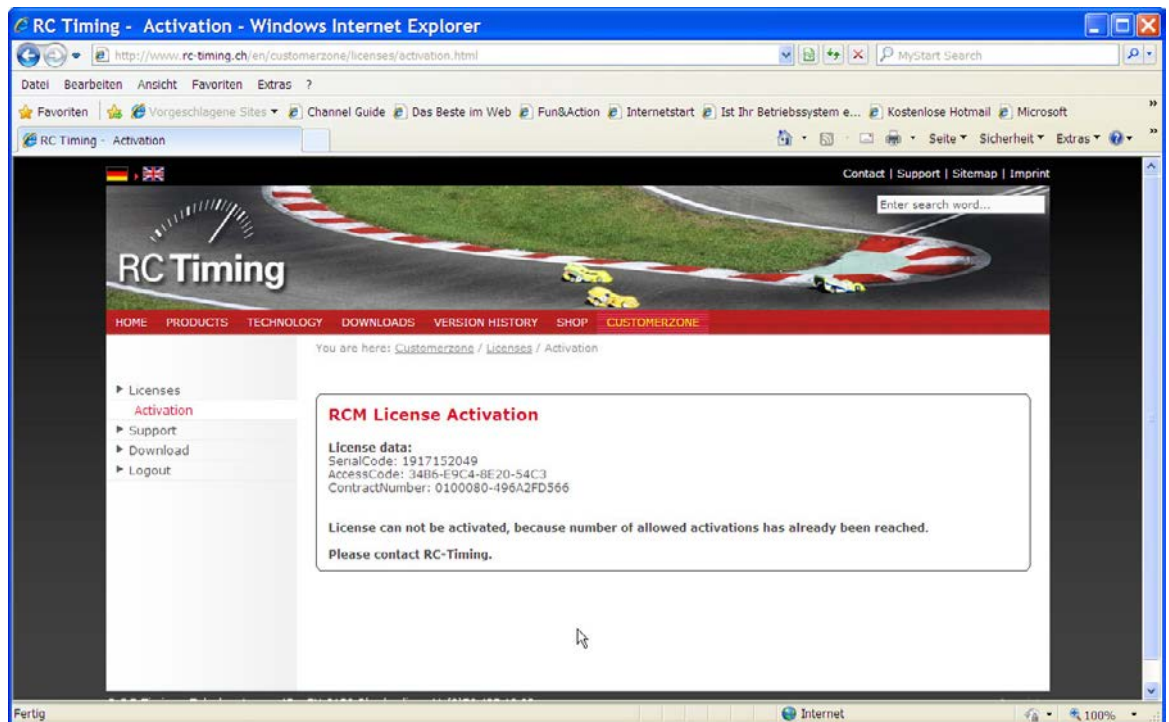 RC Timing - Activation - Windows Internet Explorer
http://www.rc-timing.ch/en/customerzone/licenses/activation.html
MyStart Search
Datei Bearbeiten Ansicht Favoriten Extras ?
Favoriten Vorgeschlagene Sites Channel Guide Das Beste im Web Fun&Action Internetstart Ist Ihr Betriebssystem e... Kostenlose Hotmail Microsoft »
RC Timing - Activation
Seite Sicherheit Extras »
Contact | Support | Sitemap | Imprint
Enter search word...
RC Timing
HOME PRODUCTS TECHNOLOGY DOWNLOADS VERSION HISTORY SHOP CUSTOMERZONE
You are here: Customerzone / Licenses / Activation
Licenses
Activation
Support
Download
Logout
RCM License Activation
License data:
SerialCode: 1917152049
AccessCode: 34B6-E9C4-8E20-54C3
ContractNumber: 0100080-496A2FD566
License can not be activated, because number of allowed activations has already been reached.
Please contact RC-Timing.
Fertig
Internet
100%